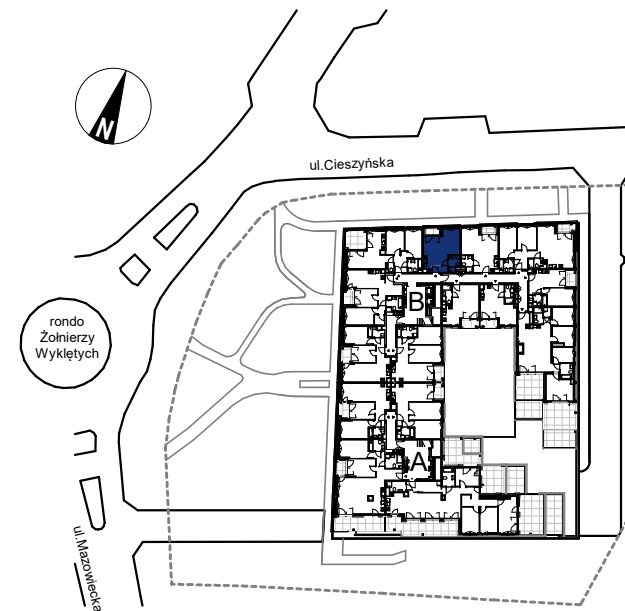 N
ul.Cieszyńska
B
rondo
Żołnierzy
Wyklętych
A
ul.Mazowiecka